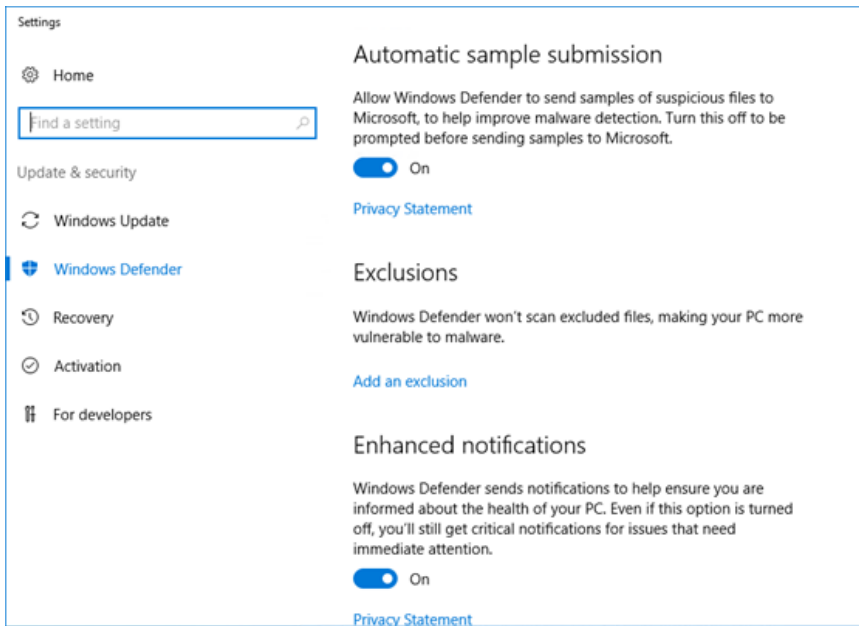 Settings
Home
Find a setting
Update & security
Windows Update
Windows Defender
Recovery
Activation
For developers
Automatic sample submission
Allow Windows Defender to send samples of suspicious files to
Microsoft, to help improve malware detection. Turn this off to be
prompted before sending samples to Microsoft.
On
Privacy Statement
Exclusions
Windows Defender won't scan excluded files, making your PC more
vulnerable to malware.
Add an exclusion
Enhanced notifications
Windows Defender sends notifications to help ensure you are
informed about the health of your PC. Even if this option is turned
off, you'll still get critical notifications for issues that need
immediate attention.
On
Privacy Statement